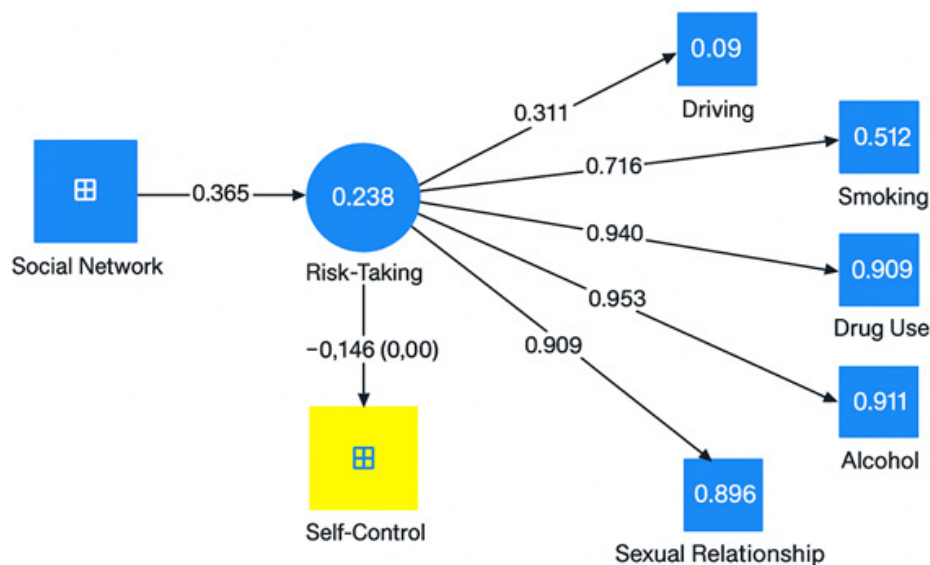 0.09
Driving
0.311
0.512
Smoking
0.716
0.365
0.238
Social Network
Risk-Taking
0.940
0.909
Drug Use
0.953
−0,146 (0,00)
0.909
0.911
Alcohol
0.896
Self-Control
Sexual Relationship